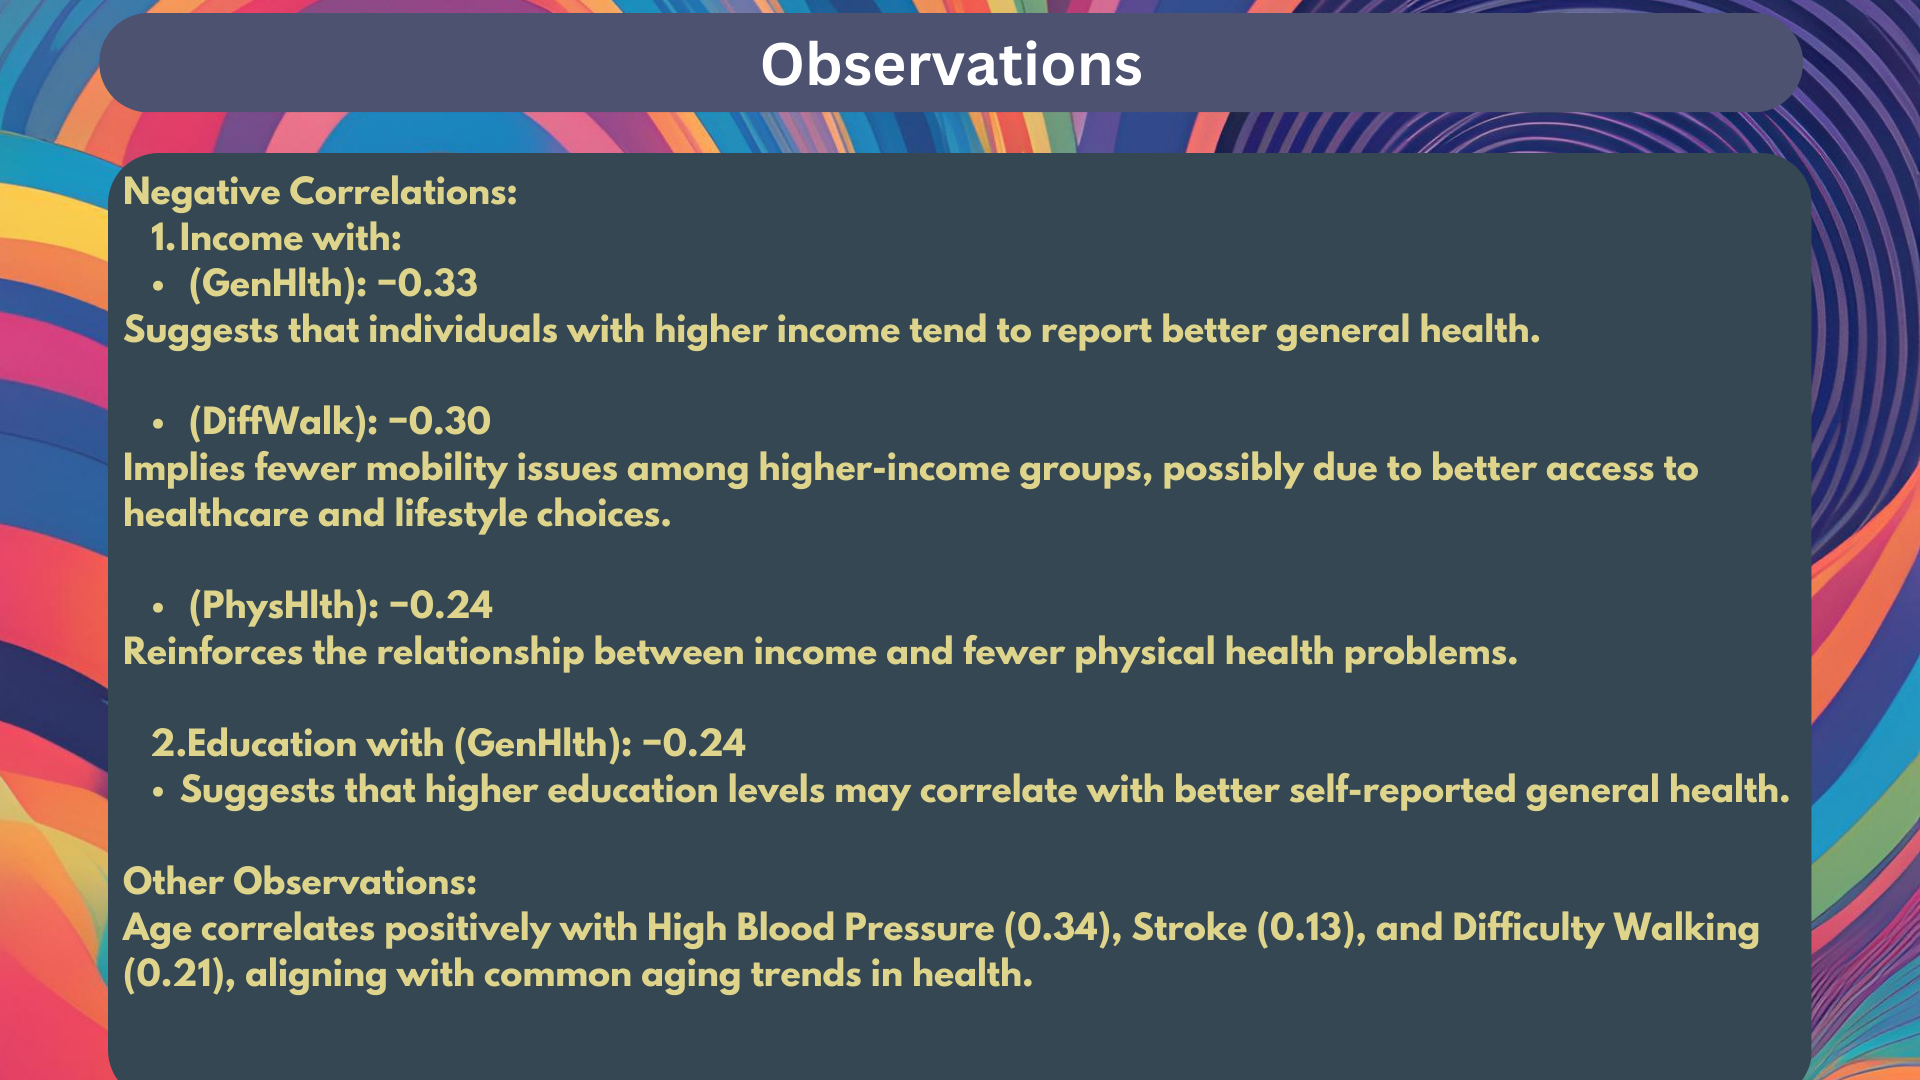 Observations
Negative Correlations:
1. Income with:
• (GenHlth): −0.33
Suggests that individuals with higher income tend to report better general health.
• (DiffWalk): −0.30
Implies fewer mobility issues among higher-income groups, possibly due to better access to
healthcare and lifestyle choices.
• (PhysHlth): −0.24
Reinforces the relationship between income and fewer physical health problems.
2.Education with (GenHlth): −0.24
• Suggests that higher education levels may correlate with better self-reported general health.
Other Observations:
Age correlates positively with High Blood Pressure (0.34), Stroke (0.13), and Difficulty Walking
(0.21), aligning with common aging trends in health.